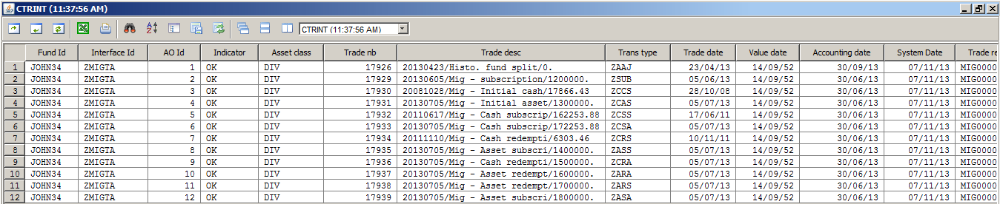 CTRINT (11:37:56 AM)
CTRINT (11:37:56 AM)
Fund Id Interface Id AO Id Indicator Asset class Trade nb Trade desc Trans type Trade date Value date Accounting date System Date Trade re
1 JOHN34 ZMIGTA 1 OK DIV 17926 20130423/Histo. fund split/0. ZAAJ 23/04/13 14/09/52 30/09/13 07/11/13 MIG0000
2 JOHN34 ZMIGTA 2 OK DIV 17929 20130605/Mig - subscription/1200000. ZSUB 05/06/13 14/09/52 30/06/13 07/11/13 MIG0000
3 JOHN34 ZMIGTA 3 OK DIV 17930 20081028/Mig - Initial cash/17866.43 ZCCS 28/10/08 14/09/52 30/06/13 07/11/13 MIG0000
4 JOHN34 ZMIGTA 4 OK DIV 17931 20130705/Mig - Initial asset/1300000. ZCAS 05/07/13 14/09/52 30/06/13 07/11/13 MIG0000
5 JOHN34 ZMIGTA 5 OK DIV 17932 20110617/Mig - Cash subscrip/162253.88 ZCSS 17/06/11 14/09/52 30/06/13 07/11/13 MIG0000
6 JOHN34 ZMIGTA 6 OK DIV 17933 20130705/Mig - Cash subscrip/172253.88 ZCSA 05/07/13 14/09/52 30/06/13 07/11/13 MIG0000
7 JOHN34 ZMIGTA 7 OK DIV 17934 20111110/Mig - Cash redempti/6303.46 ZCRS 10/11/11 14/09/52 30/06/13 07/11/13 MIG0000
8 JOHN34 ZMIGTA 8 OK DIV 17935 20130705/Mig - Asset subscri/1400000. ZASS 05/07/13 14/09/52 30/06/13 07/11/13 MIG0000
9 JOHN34 ZMIGTA 9 OK DIV 17936 20130705/Mig - Cash redempti/1500000. ZCRA 05/07/13 14/09/52 30/06/13 07/11/13 MIG0000
10 JOHN34 ZMIGTA 10 OK DIV 17937 20130705/Mig - Asset redempt/1600000. ZARA 05/07/13 14/09/52 30/06/13 07/11/13 MIG0000
11 JOHN34 ZMIGTA 11 OK DIV 17938 20130705/Mig - Asset redempt/1700000. ZARS 05/07/13 14/09/52 30/06/13 07/11/13 MIG0000
12 JOHN34 ZMIGTA 12 OK DIV 17939 20130705/Mig - Asset subscri/1800000. ZASA 05/07/13 14/09/52 30/06/13 07/11/13 MIG0000